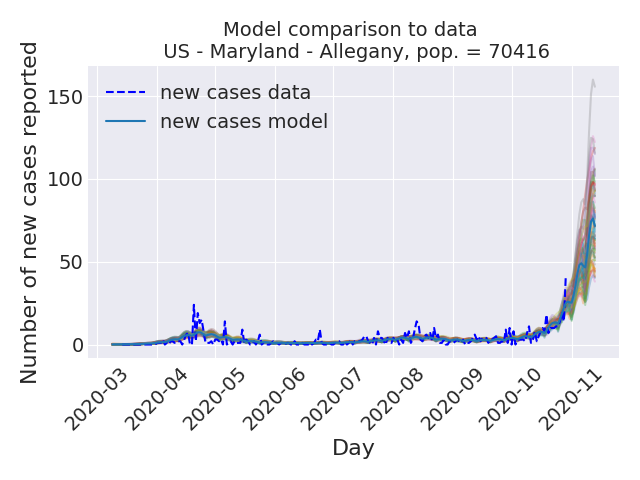 Model comparison to data
US - Maryland - Allegany, pop. = 70416
Number of new cases reported
150
100
50
0
new cases data
new cases model
2020-03
2020-04
2020-05
2020-06
2020-07
2020-08
2020-09
2020-10
2020-11
Day